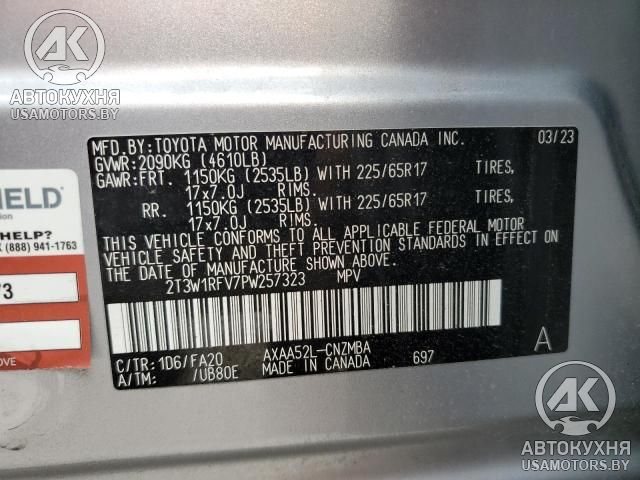 AK
АВТОКУХНЯ
USAMOTORS.BY
MFD.BY:TOYOTA MOTOR MANUFACTURING CANADA INC. 03/23
GVWR:2090KG (4610LB)
GAWR:FRT. 1150KG (2535LB) WITH 225/65R17 TIRES,
17x7.0J RIMS.
RR. 1150KG (2535LB) WITH 225/65R17 TIRES,
17x7.0J RIMS.
THIS VEHICLE CONFORMS TO ALL APPLICABLE FEDERAL MOTOR
VEHICLE SAFETY AND THEFT PREVENTION STANDARDS IN EFFECT
ON THE DATE OF MANUFACTURE SHOWN ABOVE.
2T3W1RFV7PW257323 MPV
C/TR:1D6/FA20 AXAA52L-CNZMBA A
A/TM: /UB80E MADE IN CANADA 697
HELP?
(888) 941-1763
AK
АВТОКУХНЯ
USAMOTORS.BY